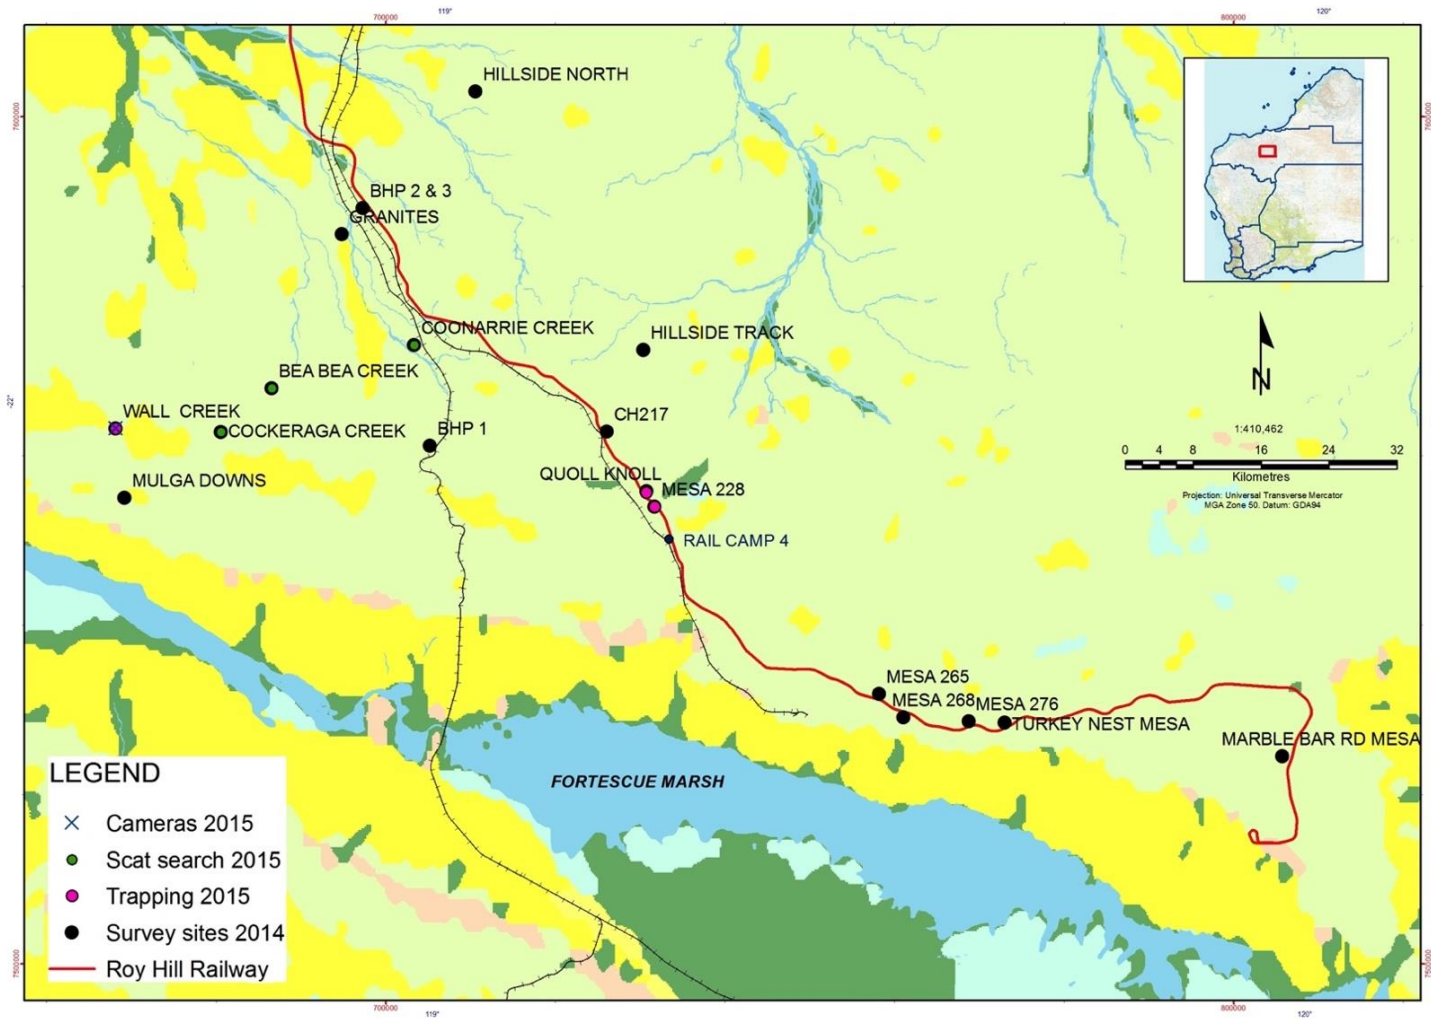 700000
119°
800000
120°
7600000
7600000
HILLSIDE NORTH
BHP 2 & 3
GRANITES
COONARRIE CREEK
HILLSIDE TRACK
BEA BEA CREEK
-22°
WALL CREEK
CH217
COCKERAGA CREEK
BHP 1
N
1:410,462
0 4 8 16 24 32
Kilometres
Projection: Universal Transverse Mercator
MGA Zone 50. Datum: GDA94
MULGA DOWNS
QUOLL KNOLL
MESA 228
RAIL CAMP 4
MESA 265
MESA 268
MESA 276
TURKEY NEST MESA
MARBLE BAR RD MESA
FORTESCUE MARSH
LEGEND
Cameras 2015
Scat search 2015
Trapping 2015
Survey sites 2014
Roy Hill Railway
700000
119°
800000
120°